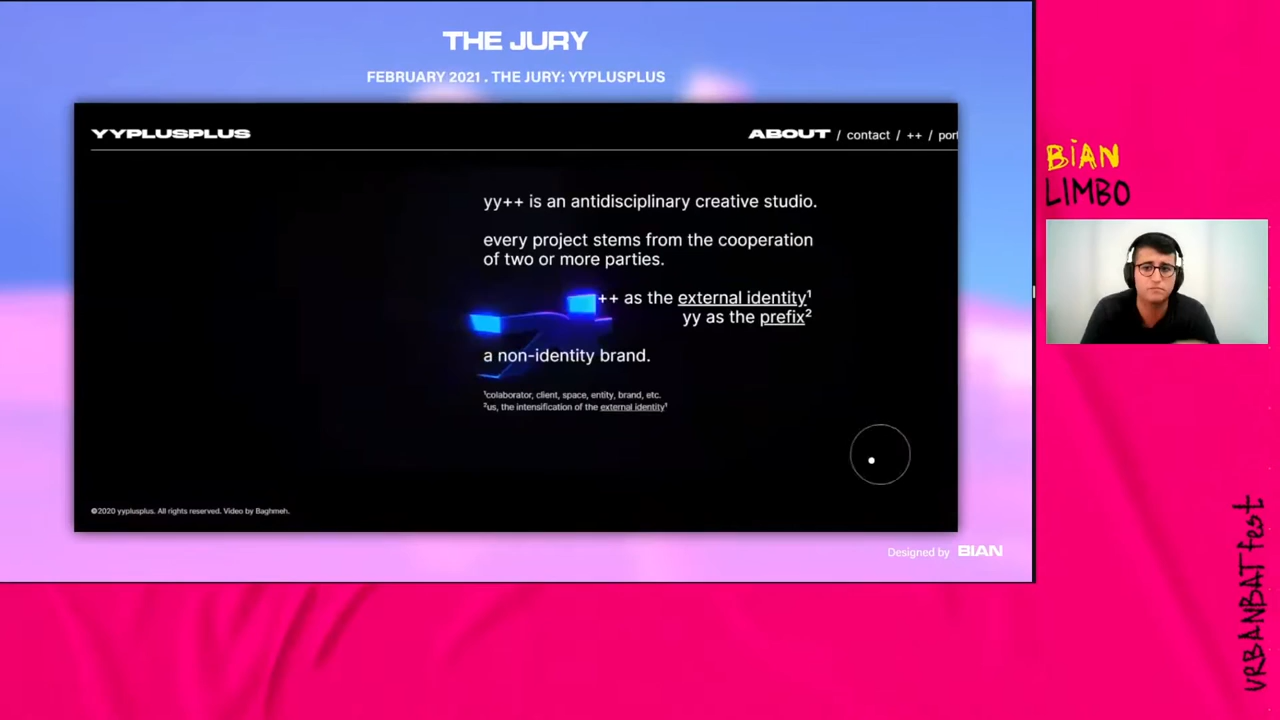 THE JURY
FEBRUARY 2021 . THE JURY: YYPLUSPLUS
YYPLUSPLUS
ABOUT / contact / ++ / port
yy++ is an antidisciplinary creative studio.
every project stems from the cooperation
of two or more parties.
++ as the external identity¹
yy as the prefix²
a non-identity brand.
¹colaborator, client, space, entity, brand, etc.
²us, the intensification of the external identity¹
©2020 yyplusplus. All rights reserved. Video by Baghmeh.
Designed by BIAN
BiAN
LIMBO
URBANBAT fest